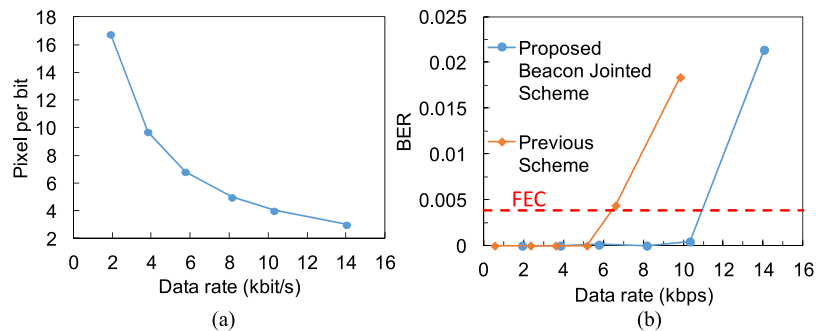 18
16
14
12
10
8
6
4
2
Pixel per bit
0 2 4 6 8 10 12 14 16
Data rate (kbit/s)
(a)
0.025
0.02
0.015
0.01
0.005
0
BER
Proposed
Beacon Jointed
Scheme
Previous
Scheme
FEC
0 2 4 6 8 10 12 14 16
Data rate (kbps)
(b)